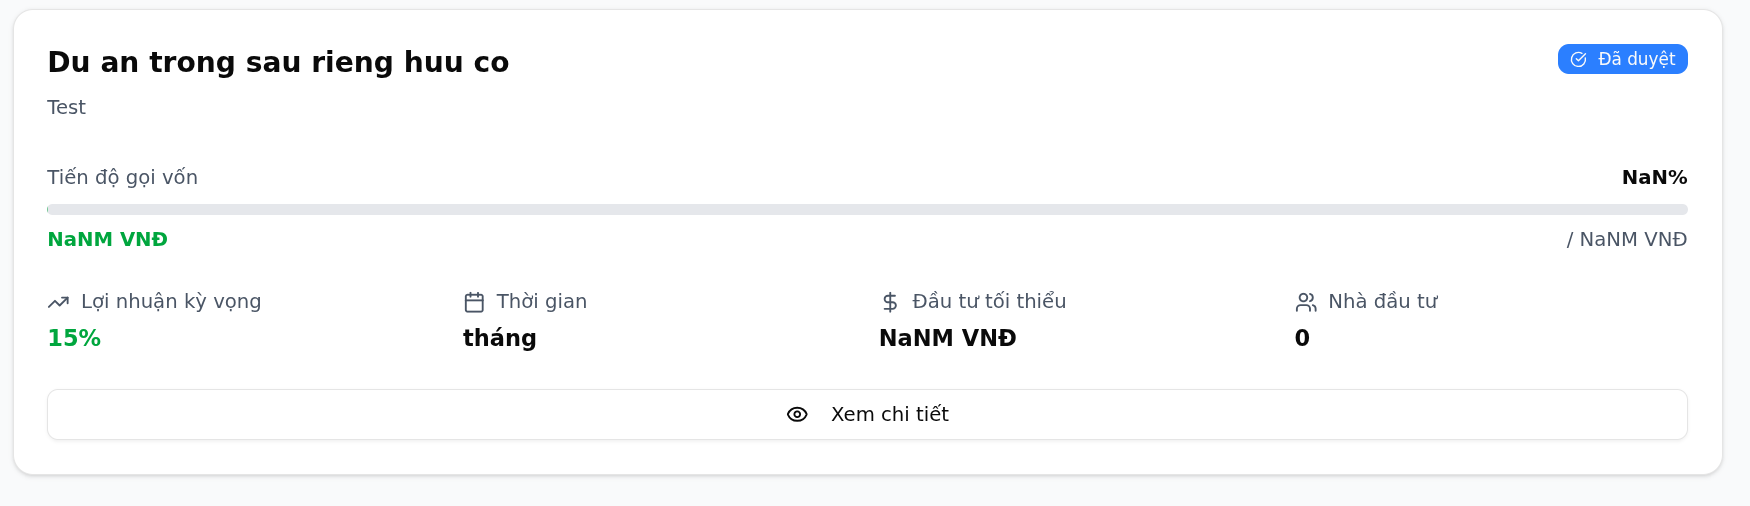 Du an trong sau rieng huu co
Đã duyệt
Test
Tiến độ gọi vốn
NaN%
NaNM VNĐ
/ NaNM VNĐ
Lợi nhuận kỳ vọng
15%
Thời gian
tháng
Đầu tư tối thiểu
NaNM VNĐ
Nhà đầu tư
0
Xem chi tiết